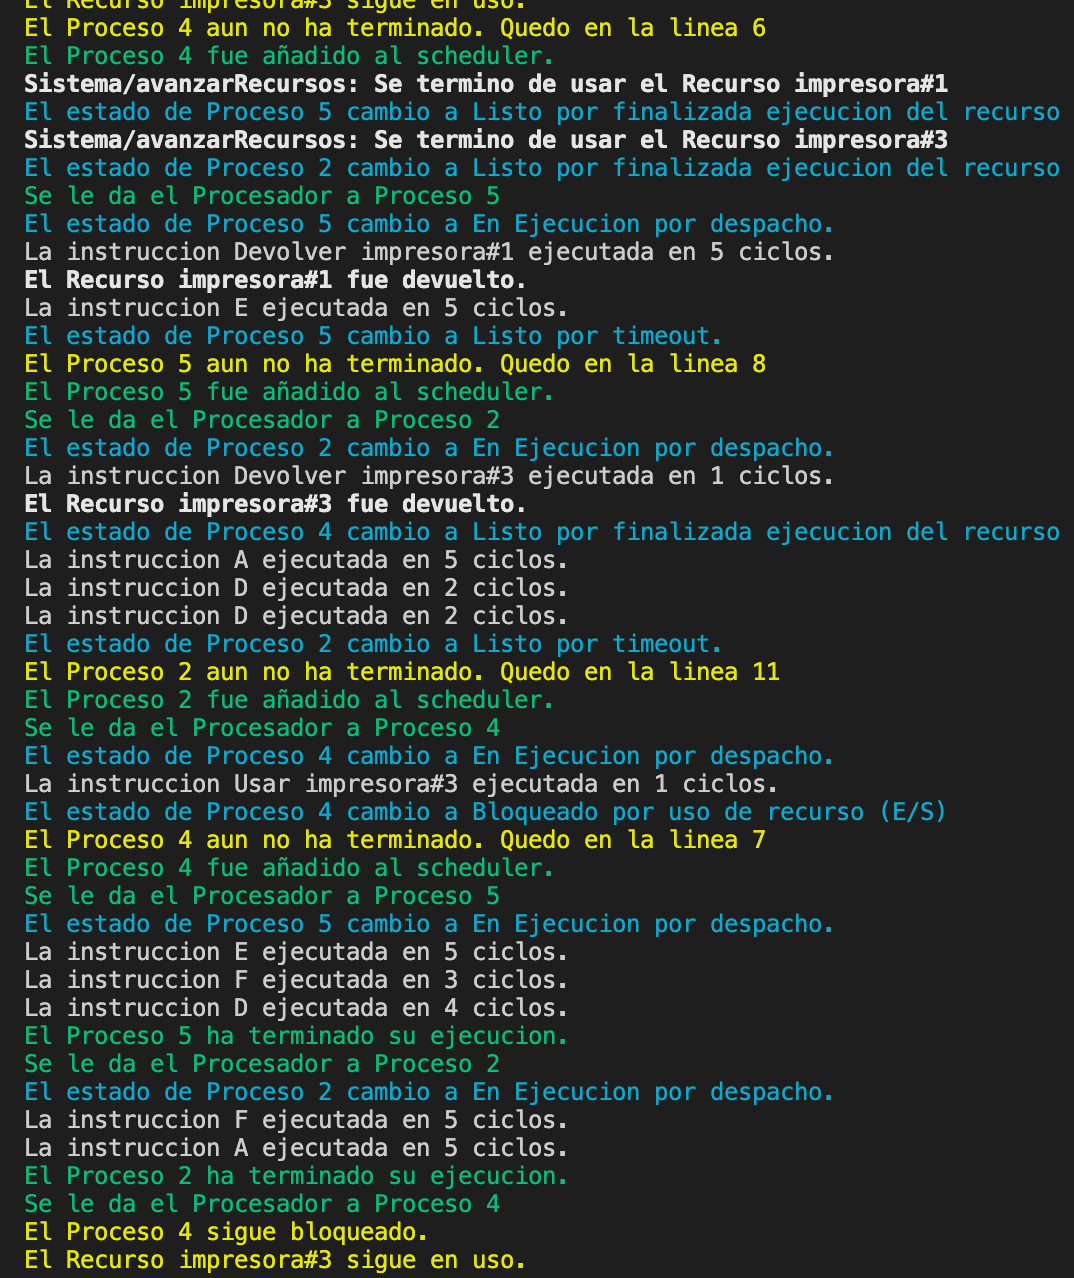 El Recurso impresora#3 sigue en uso.
El Proceso 4 aun no ha terminado. Quedo en la linea 6
El Proceso 4 fue añadido al scheduler.
Sistema/avanzarRecursos: Se termino de usar el Recurso impresora#1
El estado de Proceso 5 cambio a Listo por finalizada ejecucion del recurso
Sistema/avanzarRecursos: Se termino de usar el Recurso impresora#3
El estado de Proceso 2 cambio a Listo por finalizada ejecucion del recurso
Se le da el Procesador a Proceso 5
El estado de Proceso 5 cambio a En Ejecucion por despacho.
La instruccion Devolver impresora#1 ejecutada en 5 ciclos.
El Recurso impresora#1 fue devuelto.
La instruccion E ejecutada en 5 ciclos.
El estado de Proceso 5 cambio a Listo por timeout.
El Proceso 5 aun no ha terminado. Quedo en la linea 8
El Proceso 5 fue añadido al scheduler.
Se le da el Procesador a Proceso 2
El estado de Proceso 2 cambio a En Ejecucion por despacho.
La instruccion Devolver impresora#3 ejecutada en 1 ciclos.
El Recurso impresora#3 fue devuelto.
El estado de Proceso 4 cambio a Listo por finalizada ejecucion del recurso
La instruccion A ejecutada en 5 ciclos.
La instruccion D ejecutada en 2 ciclos.
La instruccion D ejecutada en 2 ciclos.
El estado de Proceso 2 cambio a Listo por timeout.
El Proceso 2 aun no ha terminado. Quedo en la linea 11
El Proceso 2 fue añadido al scheduler.
Se le da el Procesador a Proceso 4
El estado de Proceso 4 cambio a En Ejecucion por despacho.
La instruccion Usar impresora#3 ejecutada en 1 ciclos.
El estado de Proceso 4 cambio a Bloqueado por uso de recurso (E/S)
El Proceso 4 aun no ha terminado. Quedo en la linea 7
El Proceso 4 fue añadido al scheduler.
Se le da el Procesador a Proceso 5
El estado de Proceso 5 cambio a En Ejecucion por despacho.
La instruccion E ejecutada en 5 ciclos.
La instruccion F ejecutada en 3 ciclos.
La instruccion D ejecutada en 4 ciclos.
El Proceso 5 ha terminado su ejecucion.
Se le da el Procesador a Proceso 2
El estado de Proceso 2 cambio a En Ejecucion por despacho.
La instruccion F ejecutada en 5 ciclos.
La instruccion A ejecutada en 5 ciclos.
El Proceso 2 ha terminado su ejecucion.
Se le da el Procesador a Proceso 4
El Proceso 4 sigue bloqueado.
El Recurso impresora#3 sigue en uso.